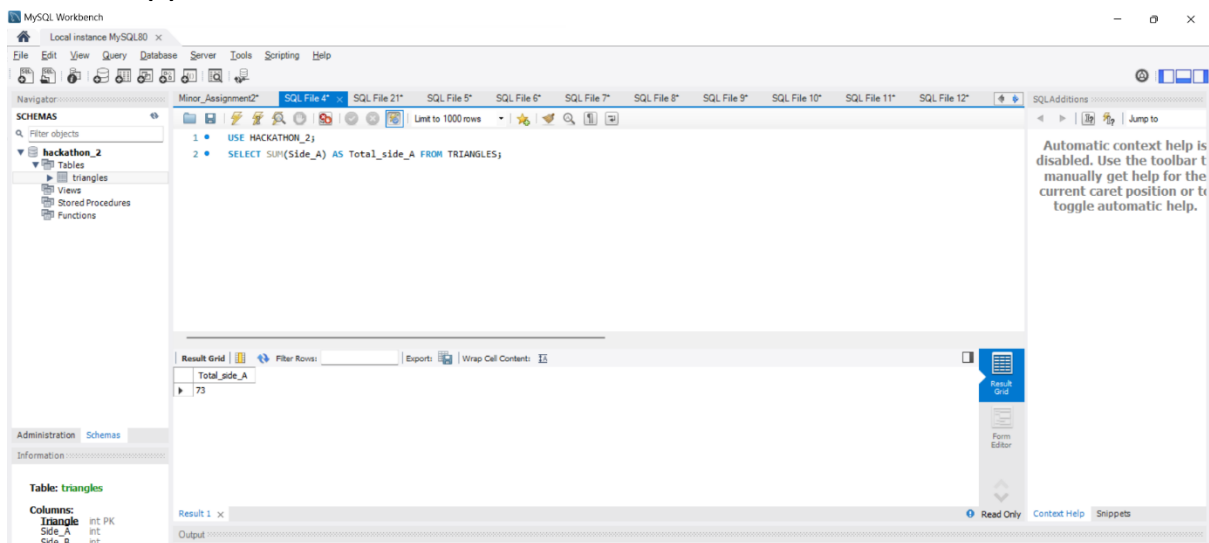 MySQL Workbench
Local instance MySQL80 ×
File Edit View Query Database Server Tools Scripting Help
Navigator
Minor_Assignment2* SQL File 4* × SQL File 21* SQL File 5* SQL File 6* SQL File 7* SQL File 8* SQL File 9* SQL File 10* SQL File 11* SQL File 12*
SQLAdditions
SCHEMAS
Limit to 1000 rows
Jump to
Filter objects
hackathon_2
Tables
triangles
Views
Stored Procedures
Functions
1 USE HACKATHON_2;
2 SELECT SUM(Side_A) AS Total_side_A FROM TRIANGLES;
Automatic context help is
disabled. Use the toolbar t
manually get help for the
current caret position or to
toggle automatic help.
Result Grid Filter Rows: Export: Wrap Cell Content:
Total_side_A
73
Result
Grid
Form
Editor
Administration Schemas
Information
Table: triangles
Columns:
Triangle int PK
Side_A int
Side_B int
Result 1 ×
Read Only
Context Help Snippets
Output